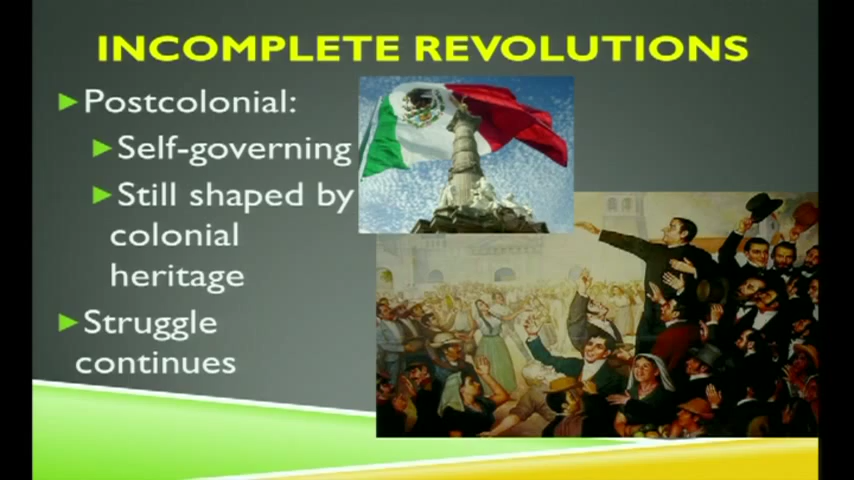 INCOMPLETE REVOLUTIONS
Postcolonial:
Self-governing
Still shaped by
colonial
heritage
Struggle
continues